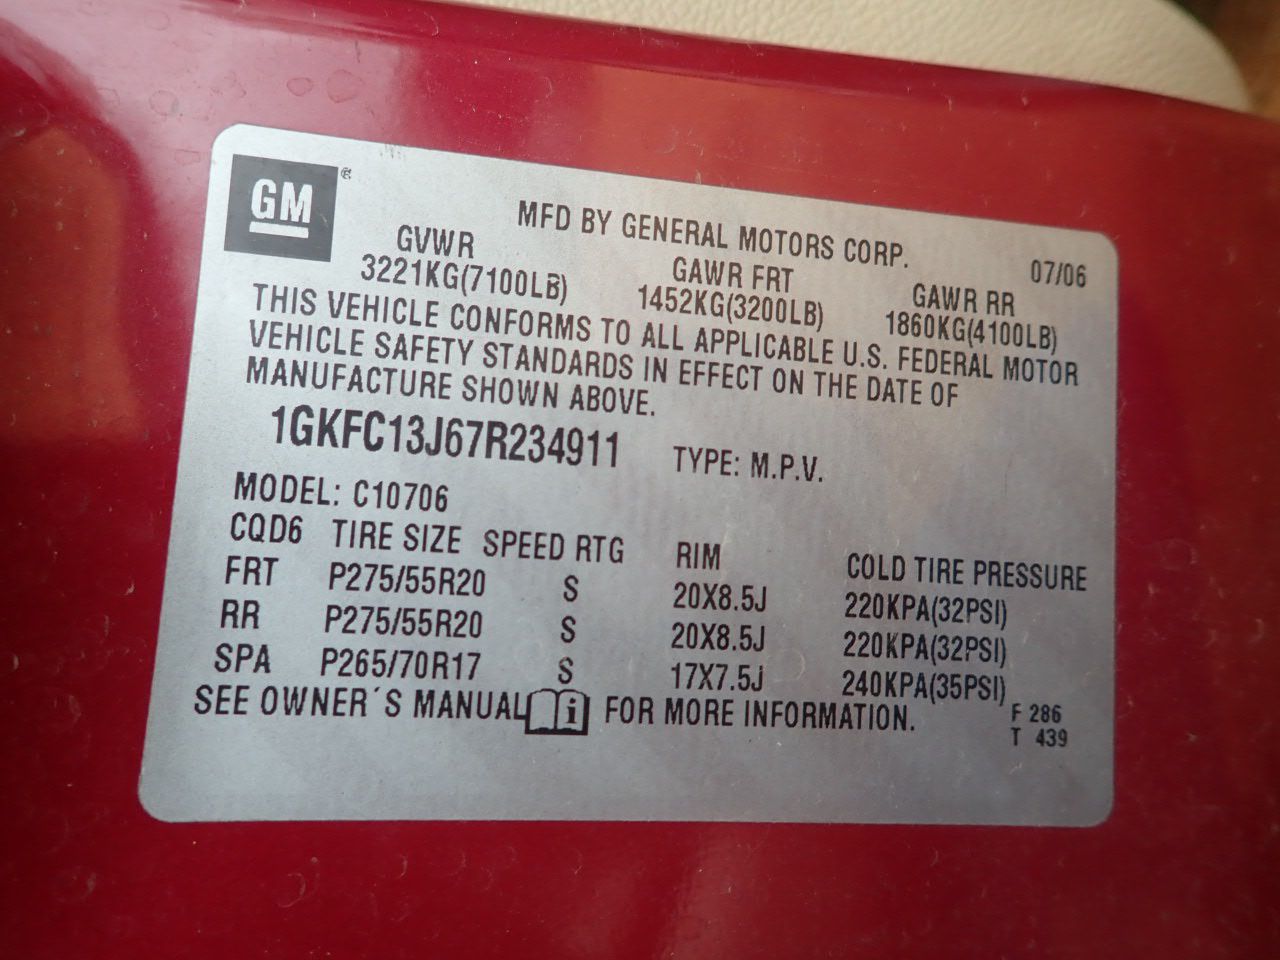 GM
MFD BY GENERAL MOTORS CORP. 07/06
GVWR GAWR FRT GAWR RR
3221KG(7100LB) 1452KG(3200LB) 1860KG(4100LB)
THIS VEHICLE CONFORMS TO ALL APPLICABLE U.S. FEDERAL MOTOR
VEHICLE SAFETY STANDARDS IN EFFECT ON THE DATE OF
MANUFACTURE SHOWN ABOVE.
1GKFC13J67R234911 TYPE: M.P.V.
MODEL: C10706
CQD6 TIRE SIZE SPEED RTG RIM COLD TIRE PRESSURE
FRT P275/55R20 S 20X8.5J 220KPA(32PSI)
RR P275/55R20 S 20X8.5J 220KPA(32PSI)
SPA P265/70R17 S 17X7.5J 240KPA(35PSI)
SEE OWNER´S MANUAL i FOR MORE INFORMATION. F 286
T 439